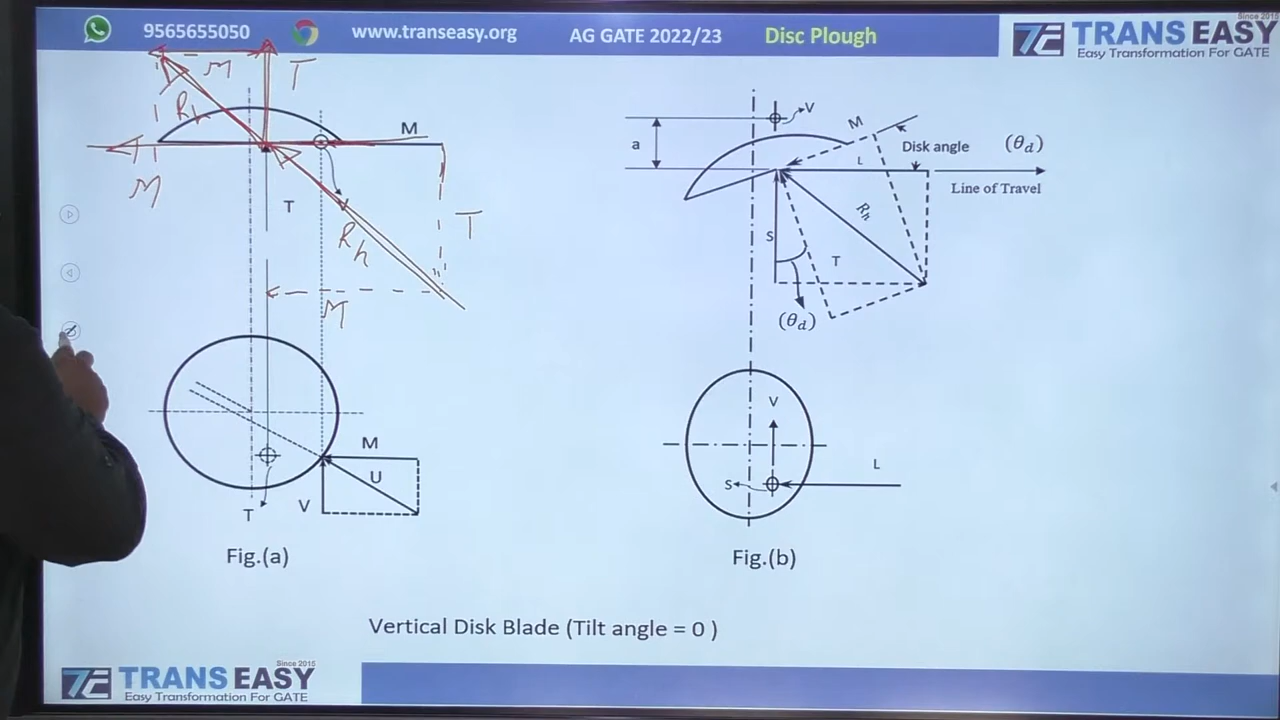 9565655050
www.transeasy.org
AG GATE 2022/23
Disc Plough
Since 2015
TRANS EASY
Easy Transformation For GATE
M
T
Rh
M
M
T
T
Rh
M
M
U
V
T
Fig.(a)
V
a
M
Disk angle
(θd)
L
Line of Travel
Rh
S
T
(θd)
V
L
S
Fig.(b)
Vertical Disk Blade (Tilt angle = 0 )
Since 2015
TRANS EASY
Easy Transformation For GATE